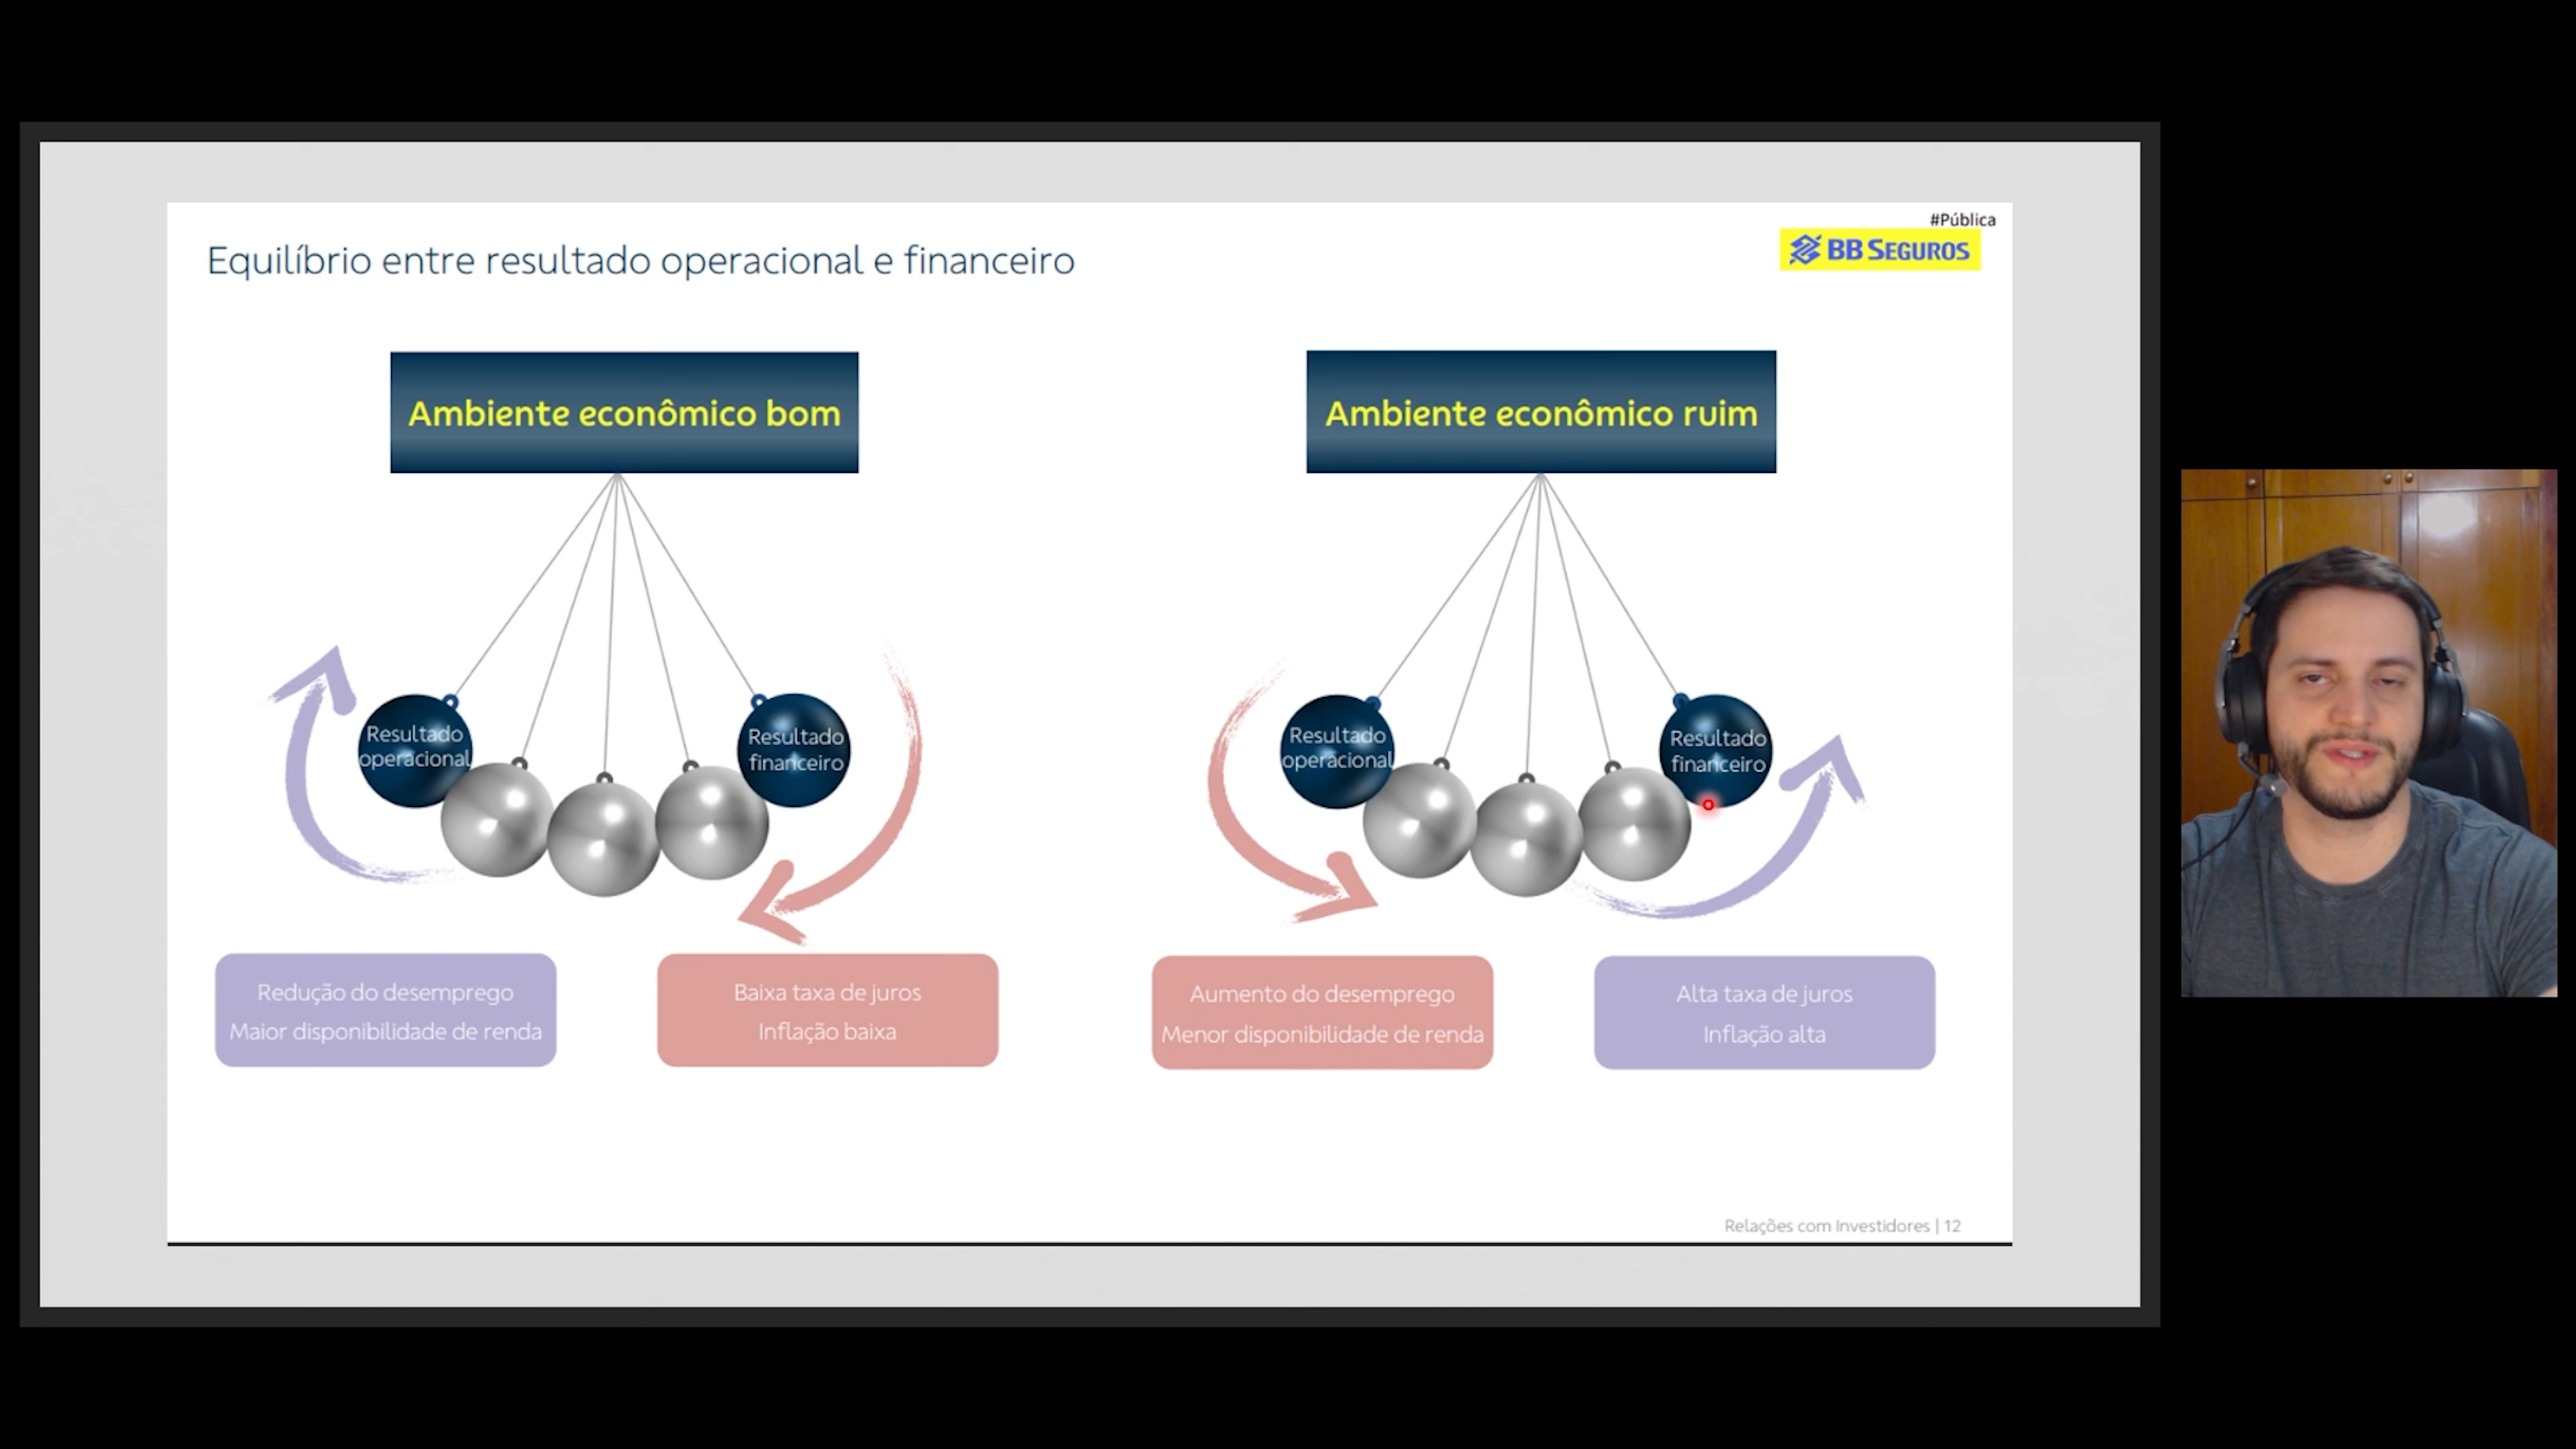 #Pública
Equilíbrio entre resultado operacional e financeiro
BB SEGUROS
Ambiente econômico bom
Ambiente econômico ruim
Resultado
operacional
Resultado
financeiro
Resultado
operacional
Resultado
financeiro
Redução do desemprego
Maior disponibilidade de renda
Baixa taxa de juros
Inflação baixa
Aumento do desemprego
Menor disponibilidade de renda
Alta taxa de juros
Inflação alta
Relações com Investidores | 12